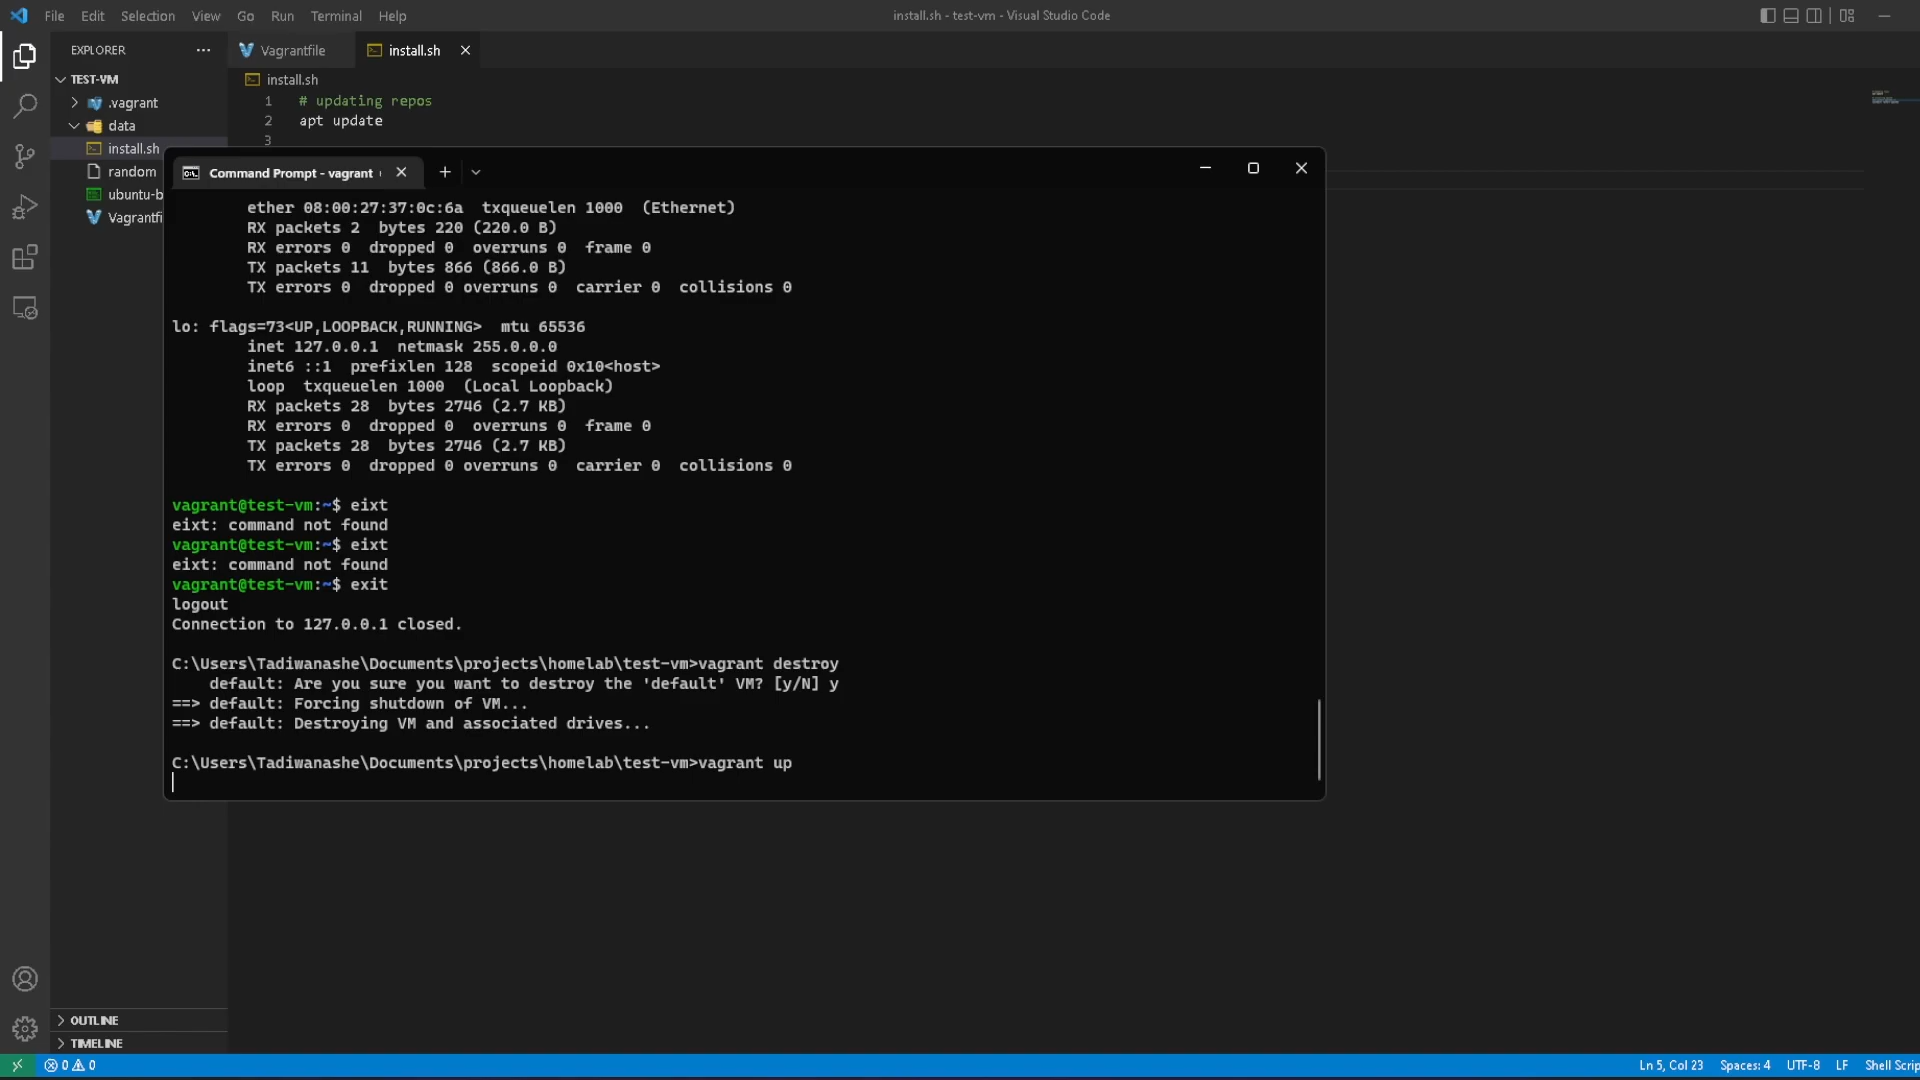 File Edit Selection View Go Run Terminal Help
install.sh - test-vm - Visual Studio Code
EXPLORER
Vagrantfile
install.sh
TEST-VM
.vagrant
data
install.sh
random
ubuntu-b
Vagrantfi
install.sh
1 # updating repos
2 apt update
3
Command Prompt - vagrant
ether 08:00:27:37:0c:6a txqueuelen 1000 (Ethernet)
RX packets 2 bytes 220 (220.0 B)
RX errors 0 dropped 0 overruns 0 frame 0
TX packets 11 bytes 866 (866.0 B)
TX errors 0 dropped 0 overruns 0 carrier 0 collisions 0
lo: flags=73<UP,LOOPBACK,RUNNING> mtu 65536
inet 127.0.0.1 netmask 255.0.0.0
inet6 ::1 prefixlen 128 scopeid 0x10<host>
loop txqueuelen 1000 (Local Loopback)
RX packets 28 bytes 2746 (2.7 KB)
RX errors 0 dropped 0 overruns 0 frame 0
TX packets 28 bytes 2746 (2.7 KB)
TX errors 0 dropped 0 overruns 0 carrier 0 collisions 0
vagrant@test-vm:~$ eixt
eixt: command not found
vagrant@test-vm:~$ eixt
eixt: command not found
vagrant@test-vm:~$ exit
logout
Connection to 127.0.0.1 closed.
C:\Users\Tadiwanashe\Documents\projects\homelab\test-vm>vagrant destroy
default: Are you sure you want to destroy the 'default' VM? [y/N] y
==> default: Forcing shutdown of VM...
==> default: Destroying VM and associated drives...
C:\Users\Tadiwanashe\Documents\projects\homelab\test-vm>vagrant up
OUTLINE
TIMELINE
0 0
Ln 5, Col 23 Spaces: 4 UTF-8 LF Shell Scrip